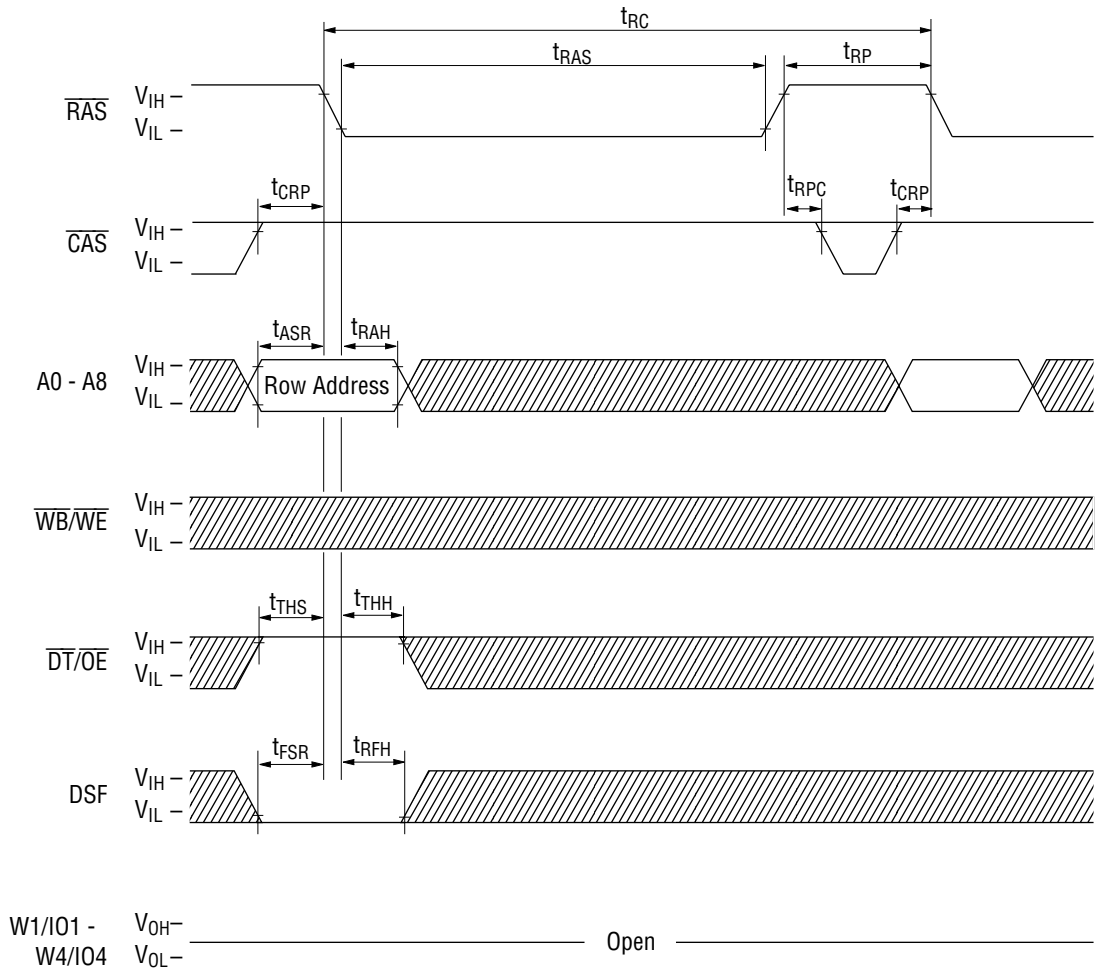 tRC
tRAS
tRP
RAS
VIH –
VIL –
tCRP
tRPC
tCRP
CAS
VIH –
VIL –
tASR
tRAH
A0 - A8
VIH –
VIL –
Row Address
WB/WE
VIH –
VIL –
tTHS
tTHH
DT/OE
VIH –
VIL –
tFSR
tRFH
DSF
VIH –
VIL –
W1/IO1 -
W4/IO4
VOH–
VOL–
Open